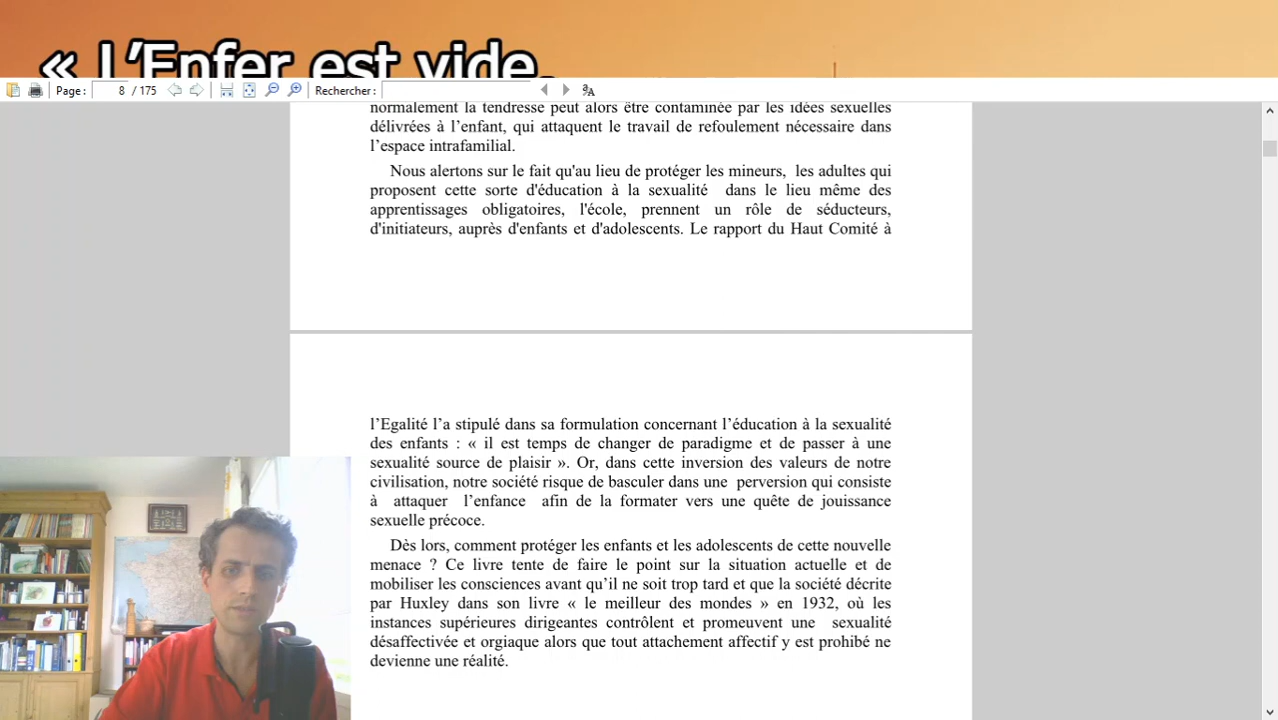 « L'Enfer est vide,
Page : 8 / 175 Rechercher :
normalement la tendresse peut alors être contaminée par les idées sexuelles
délivrées à l'enfant, qui attaquent le travail de refoulement nécessaire dans
l'espace intrafamilial.
Nous alertons sur le fait qu'au lieu de protéger les mineurs, les adultes qui
proposent cette sorte d'éducation à la sexualité dans le lieu même des
apprentissages obligatoires, l'école, prennent un rôle de séducteurs,
d'initiateurs, auprès d'enfants et d'adolescents. Le rapport du Haut Comité à
l'Egalité l'a stipulé dans sa formulation concernant l'éducation à la sexualité
des enfants : « il est temps de changer de paradigme et de passer à une
sexualité source de plaisir ». Or, dans cette inversion des valeurs de notre
civilisation, notre société risque de basculer dans une perversion qui consiste
à attaquer l'enfance afin de la formater vers une quête de jouissance
sexuelle précoce.
Dès lors, comment protéger les enfants et les adolescents de cette nouvelle
menace ? Ce livre tente de faire le point sur la situation actuelle et de
mobiliser les consciences avant qu'il ne soit trop tard et que la société décrite
par Huxley dans son livre « le meilleur des mondes » en 1932, où les
instances supérieures dirigeantes contrôlent et promeuvent une sexualité
désaffectivée et orgiaque alors que tout attachement affectif y est prohibé ne
devienne une réalité.